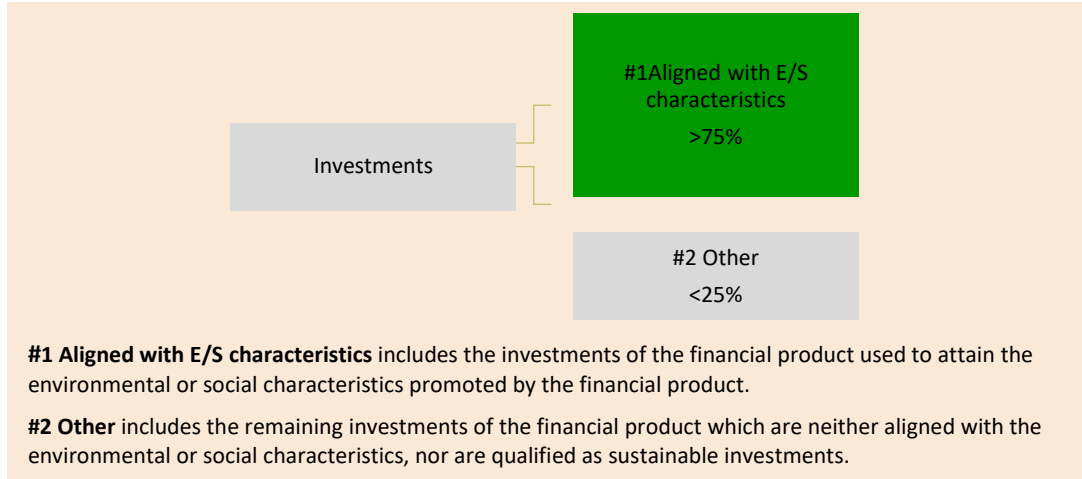 #1Aligned with E/S
characteristics
>75%
Investments
#2 Other
<25%
#1 Aligned with E/S characteristics includes the investments of the financial product used to attain the
environmental or social characteristics promoted by the financial product.
#2 Other includes the remaining investments of the financial product which are neither aligned with the
environmental or social characteristics, nor are qualified as sustainable investments.